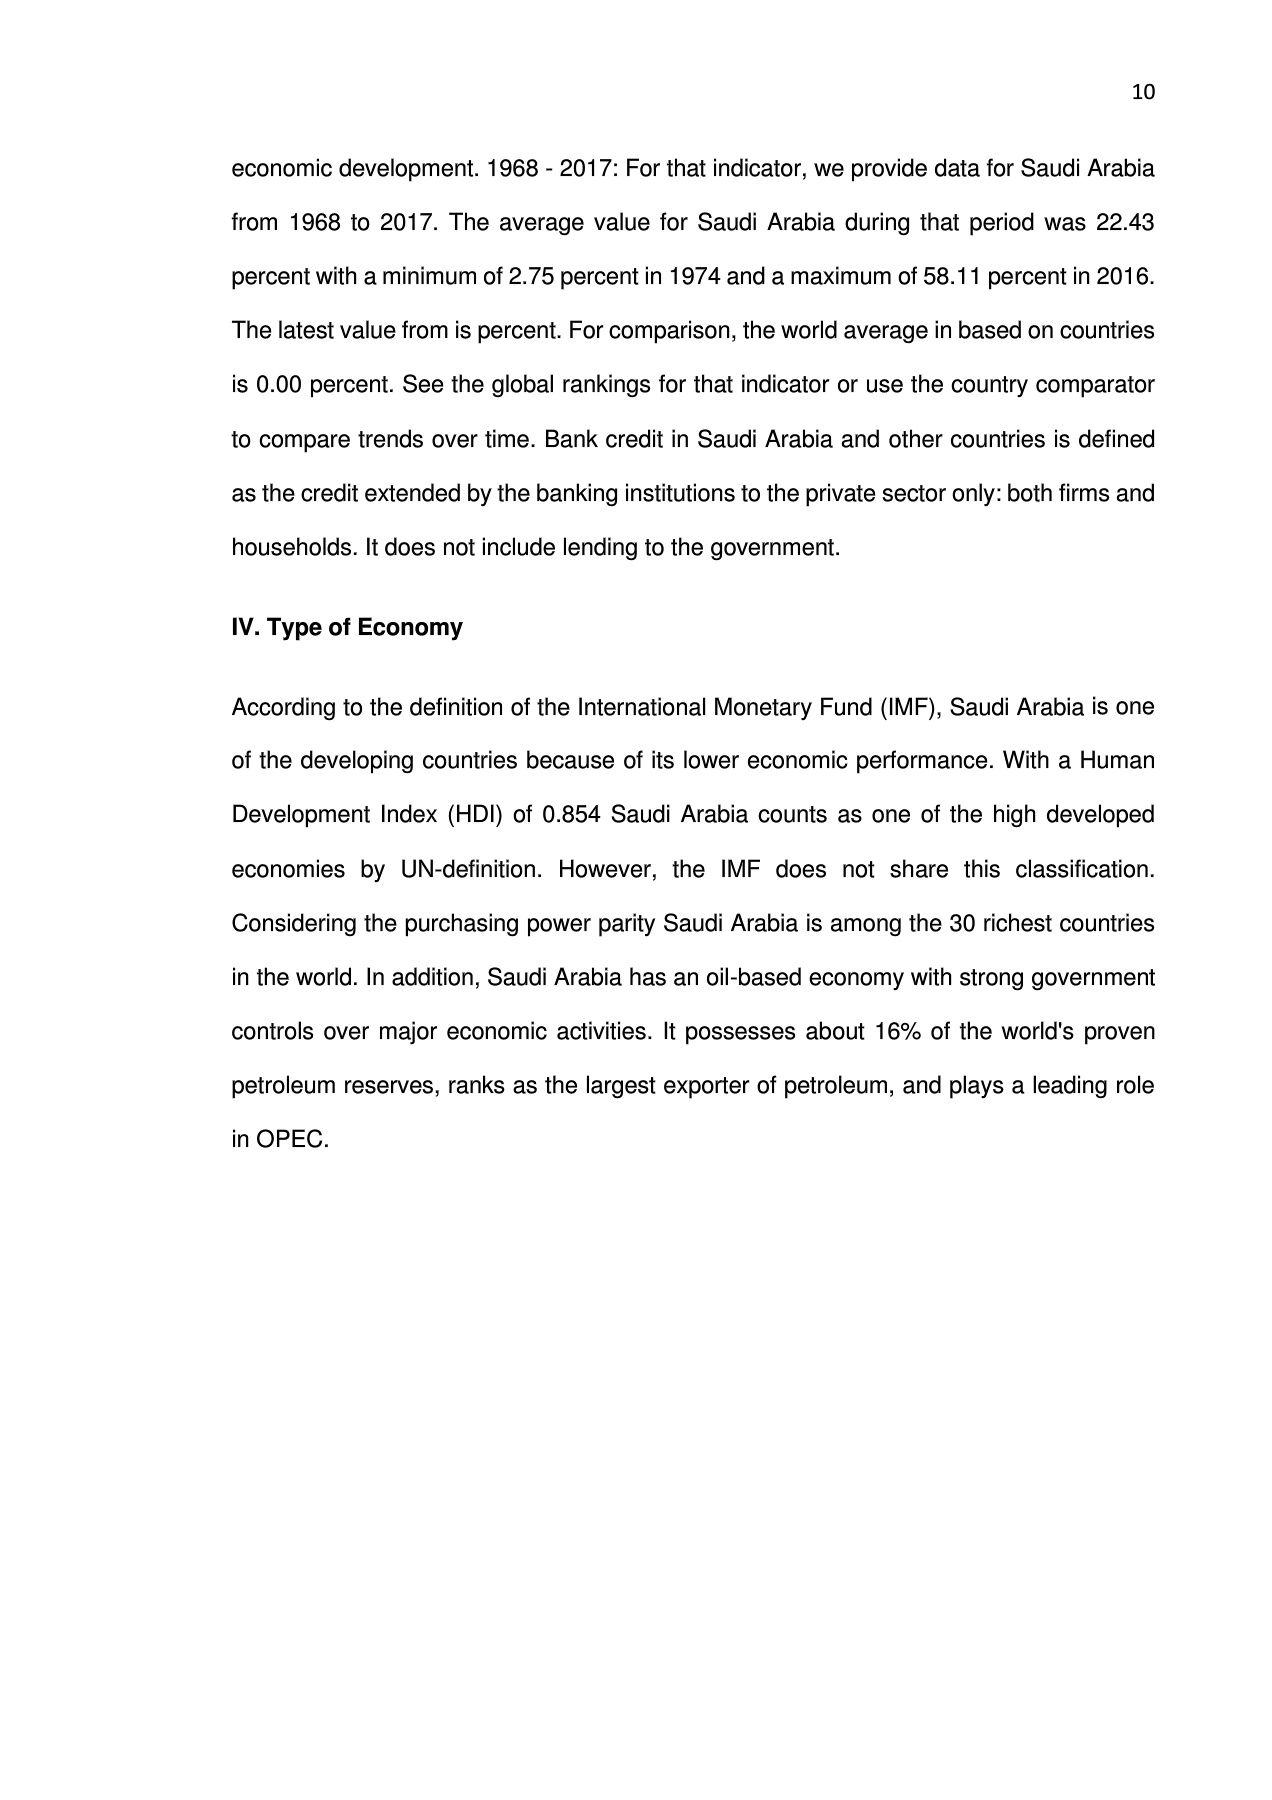 10
economic development. 1968 - 2017: For that indicator, we provide data for Saudi Arabia
from 1968 to 2017. The average value for Saudi Arabia during that period was 22.43
percent with a minimum of 2.75 percent in 1974 and a maximum of 58.11 percent in 2016.
The latest value from is percent. For comparison, the world average in based on countries
is 0.00 percent. See the global rankings for that indicator or use the country comparator
to compare trends over time. Bank credit in Saudi Arabia and other countries is defined
as the credit extended by the banking institutions to the private sector only: both firms and
households. It does not include lending to the government.
IV. Type of Economy
According to the definition of the International Monetary Fund (IMF), Saudi Arabia is one
of the developing countries because of its lower economic performance. With a Human
Development Index (HDI) of 0.854 Saudi Arabia counts as one of the high developed
economies by UN-definition. However, the IMF does not share this classification.
Considering the purchasing power parity Saudi Arabia is among the 30 richest countries
in the world. In addition, Saudi Arabia has an oil-based economy with strong government
controls over major economic activities. It possesses about 16% of the world's proven
petroleum reserves, ranks as the largest exporter of petroleum, and plays a leading role
in OPEC.